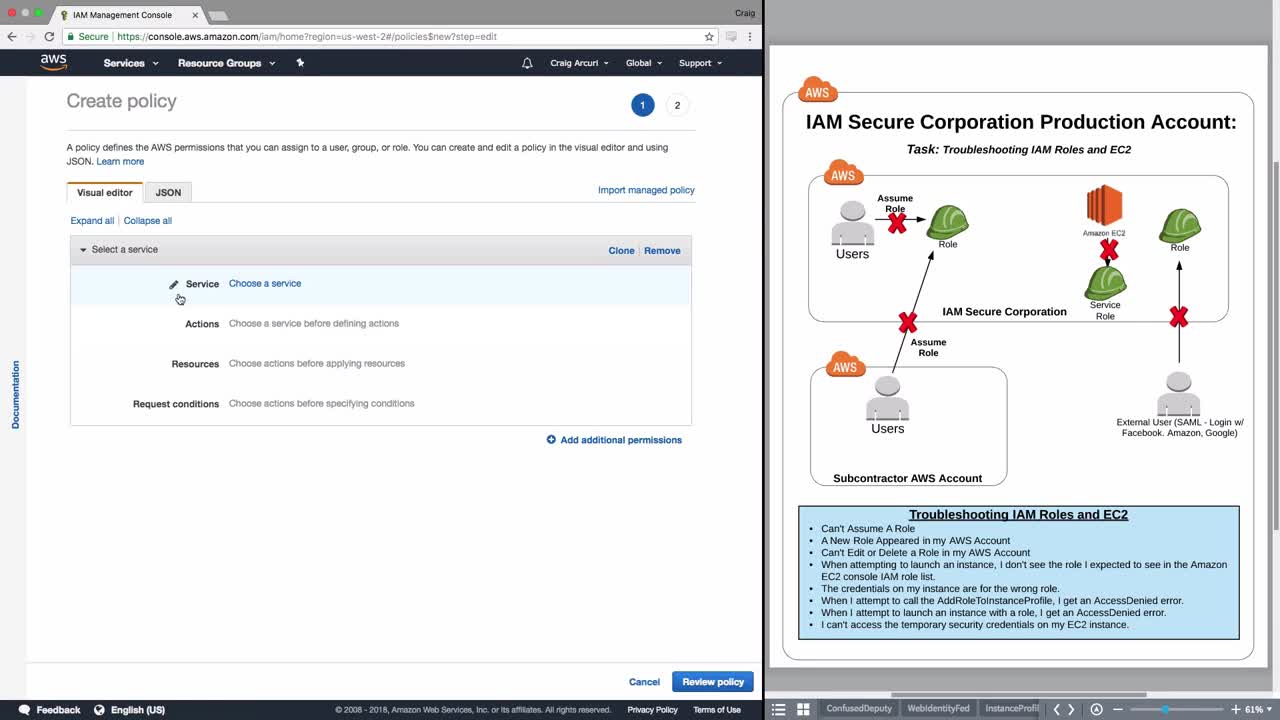 IAM Management Console
Craig
Secure
https://console.aws.amazon.com/iam/home?region=us-west-2#/policies$new?step=edit
aws
Services
Resource Groups
Craig Arcuri
Global
Support
Create policy
1
2
A policy defines the AWS permissions that you can assign to a user, group, or role. You can create and edit a policy in the visual editor and using
JSON. Learn more
Visual editor
JSON
Import managed policy
Expand all
Collapse all
Select a service
Clone
Remove
Service
Choose a service
Actions
Choose a service before defining actions
Resources
Choose actions before applying resources
Request conditions
Choose actions before specifying conditions
Add additional permissions
Documentation
Cancel
Review policy
Feedback
English (US)
© 2008 - 2018, Amazon Web Services, Inc. or its affiliates. All rights reserved.
Privacy Policy
Terms of Use
AWS
IAM Secure Corporation Production Account:
Task: Troubleshooting IAM Roles and EC2
AWS
Assume
Role
Users
Role
Amazon EC2
Service
Role
Role
IAM Secure Corporation
Assume
Role
AWS
Users
Subcontractor AWS Account
External User (SAML - Login w/
Facebook. Amazon, Google)
Troubleshooting IAM Roles and EC2
• Can't Assume A Role
• A New Role Appeared in my AWS Account
• Can't Edit or Delete a Role in my AWS Account
• When attempting to launch an instance, I don't see the role I expected to see in the Amazon
EC2 console IAM role list.
• The credentials on my instance are for the wrong role.
• When I attempt to call the AddRoleToInstanceProfile, I get an AccessDenied error.
• When I attempt to launch an instance with a role, I get an AccessDenied error.
• I can't access the temporary security credentials on my EC2 instance.
ConfusedDeputy
WebIdentityFed
InstanceProfil
61%